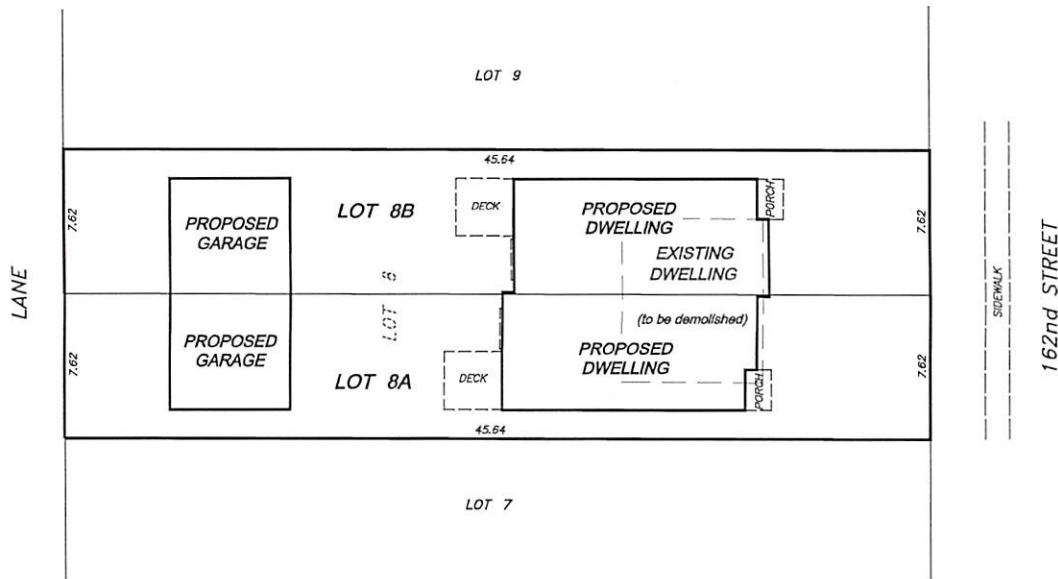 LOT 9
45.64
LANE
7.62
PROPOSED
GARAGE
LOT 8B
DECK
PROPOSED
DWELLING
PORCH
7.62
EXISTING
DWELLING
LOT 8
(to be demolished)
SIDEWALK
162nd STREET
7.62
PROPOSED
GARAGE
LOT 8A
DECK
PROPOSED
DWELLING
PORCH
7.62
45.64
LOT 7